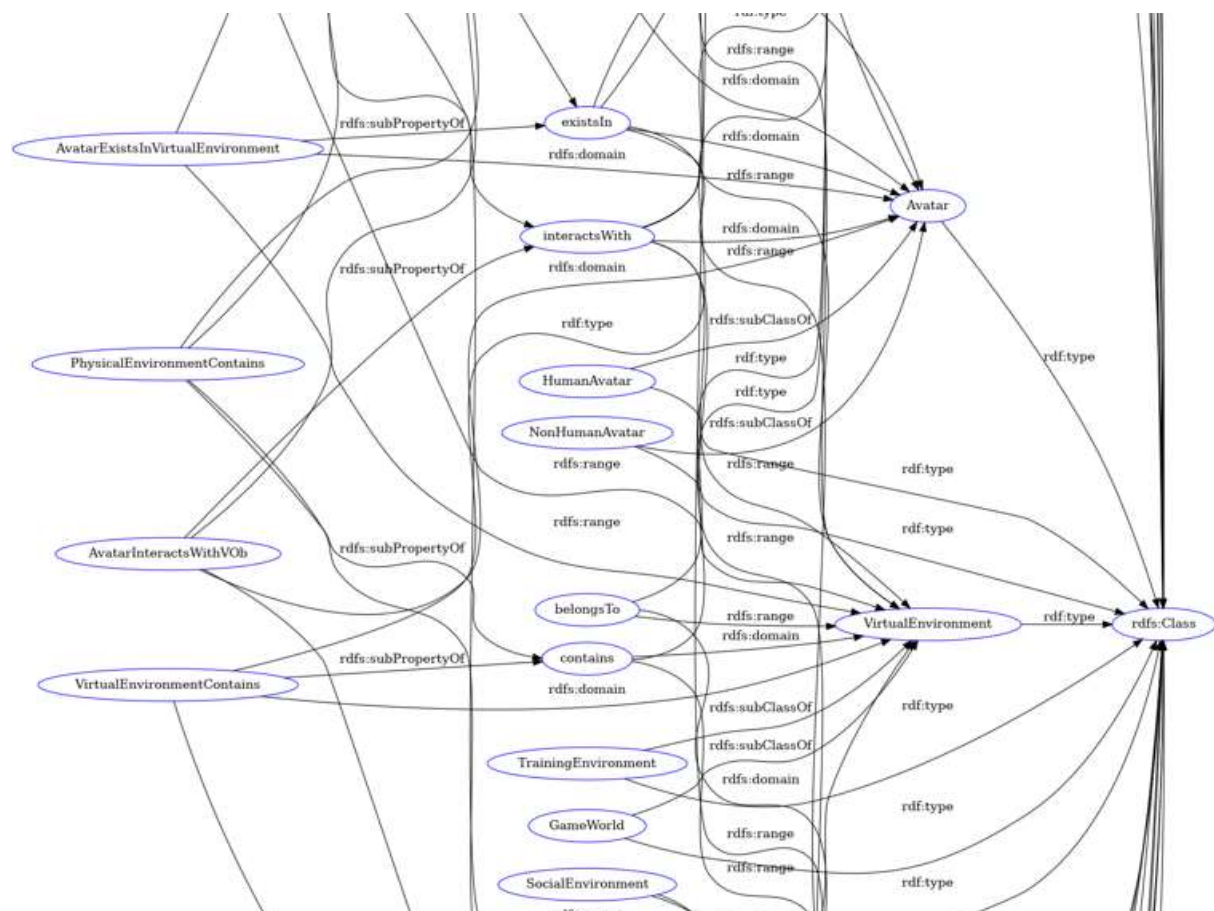 rdf:type
rdfs:range
rdfs:domain
existsIn
rdfs:subPropertyOf
rdfs:domain
AvatarExistsInVirtualEnvironment
rdfs:domain
rdfs:range
Avatar
interactsWith
rdfs:domain
rdfs:range
rdfs:subPropertyOf
rdfs:domain
rdf:type
rdfs:subClassOf
PhysicalEnvironmentContains
rdf:type
rdf:type
HumanAvatar
rdf:type
rdfs:subClassOf
NonHumanAvatar
rdfs:range
rdfs:range
rdf:type
rdfs:range
rdf:type
rdfs:range
AvatarInteractsWithVOb
rdfs:subPropertyOf
belongsTo
rdfs:range
VirtualEnvironment
rdf:type
rdfs:Class
rdfs:domain
contains
rdfs:subPropertyOf
VirtualEnvironmentContains
rdfs:domain
rdfs:subClassOf
rdf:type
rdfs:subClassOf
TrainingEnvironment
rdfs:domain
rdf:type
GameWorld
rdfs:range
rdfs:range
SocialEnvironment
rdf:type